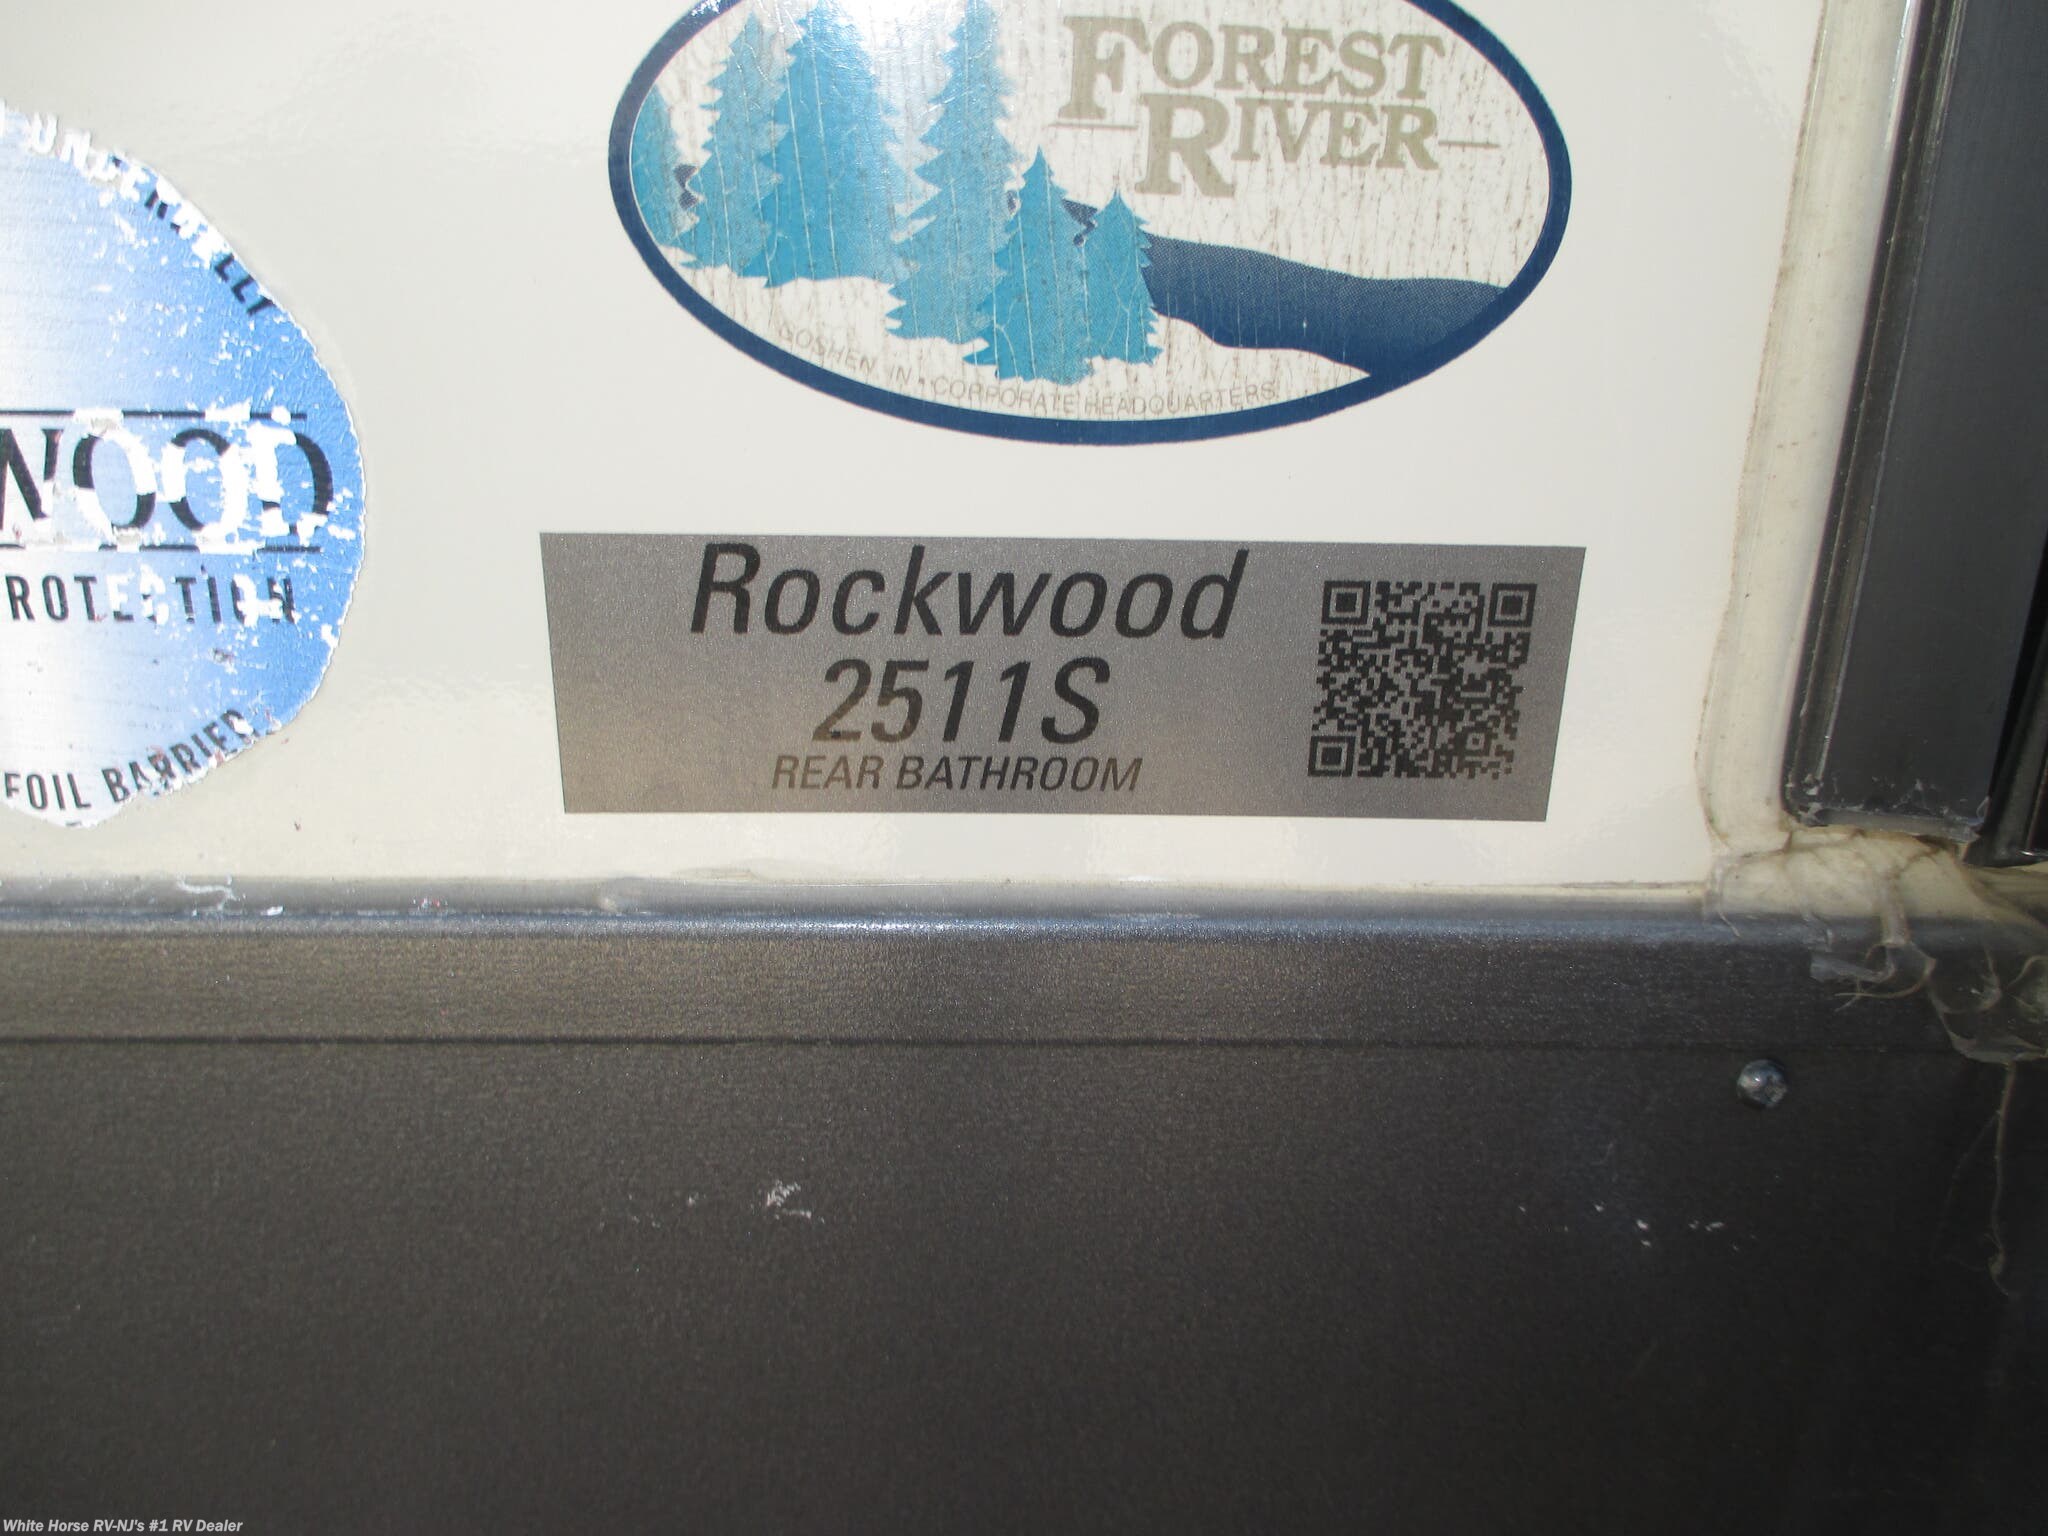 FOREST
RIVER
GOSHEN IN · CORPORATE HEADQUARTERS
UNDERBELLY
WOOD
ROTECTION
FOIL BARRIER
Rockwood
2511S
REAR BATHROOM
White Horse RV-NJ's #1 RV Dealer